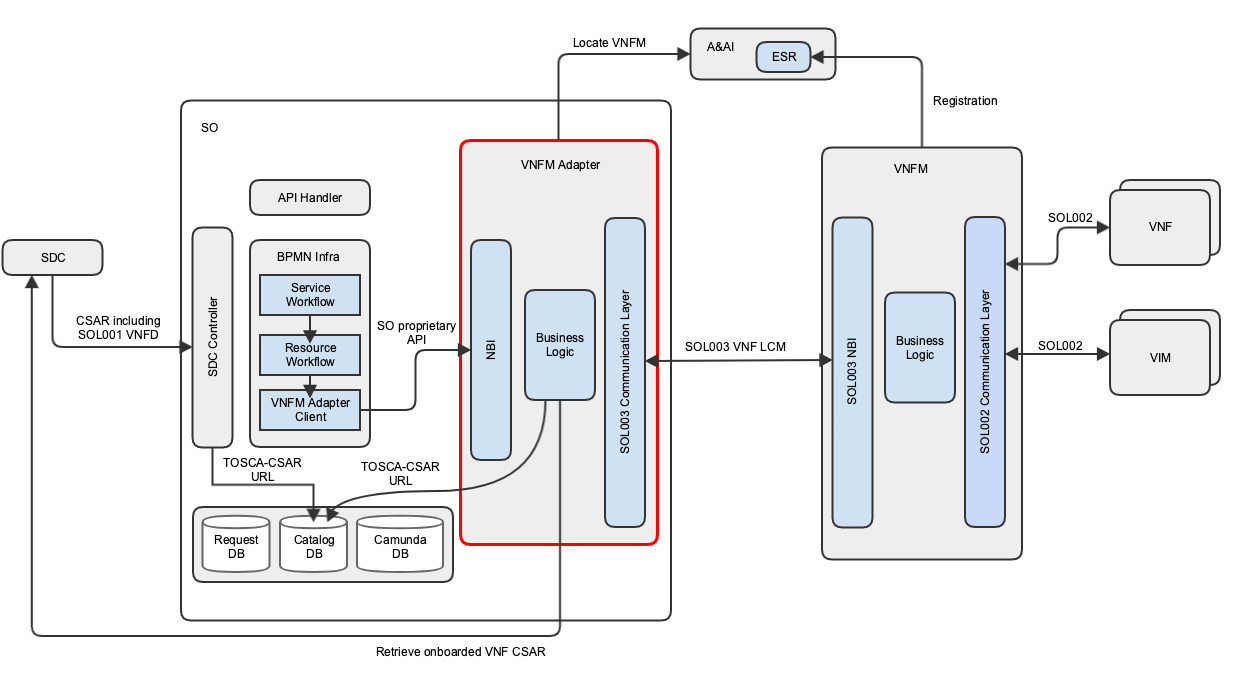 Locate VNFM
A&AI
ESR
Registration
SO
VNFM Adapter
VNFM
API Handler
SOL002
VNF
SDC
BPMN Infra
Service
Workflow
CSAR including
SOL001 VNFD
SDC Controller
SO proprietary
API
Resource
Workflow
NBI
Business
Logic
SOL003 Communication Layer
SOL003 VNF LCM
SOL003 NBI
Business
Logic
SOL002 Communication Layer
SOL002
VIM
VNFM Adapter
Client
TOSCA-CSAR
URL
TOSCA-CSAR
URL
Request
DB
Catalog
DB
Camunda
DB
Retrieve onboarded VNF CSAR